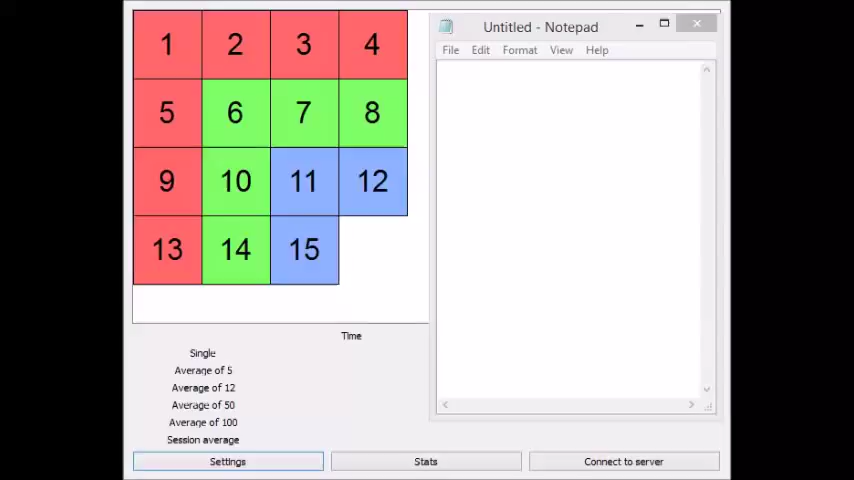 1 2 3 4
5 6 7 8
9 10 11 12
13 14 15
Untitled - Notepad
File Edit Format View Help
Time
Single
Average of 5
Average of 12
Average of 50
Average of 100
Session average
Settings Stats Connect to server